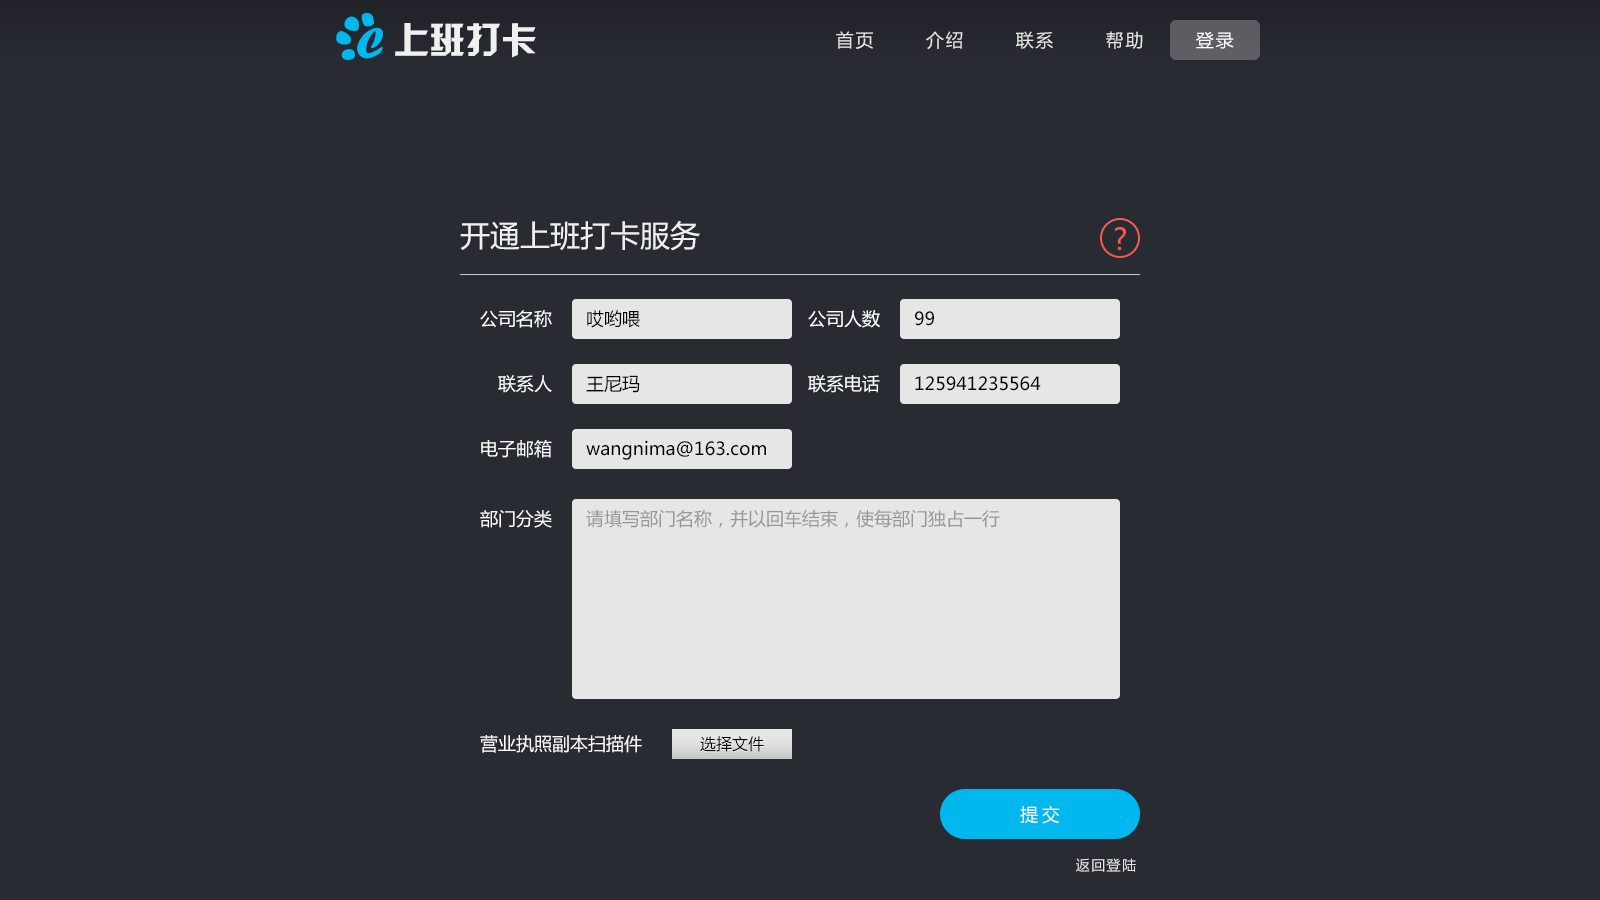 上班打卡 首页 介绍 联系 帮助 登录
开通上班打卡服务 ?
公司名称 哎哟喂 公司人数 99
联系人 王尼玛 联系电话 125941235564
电子邮箱 wangnima@163.com
部门分类 请填写部门名称，并以回车结束，使每部门独占一行
营业执照副本扫描件 选择文件
提交
返回登陆